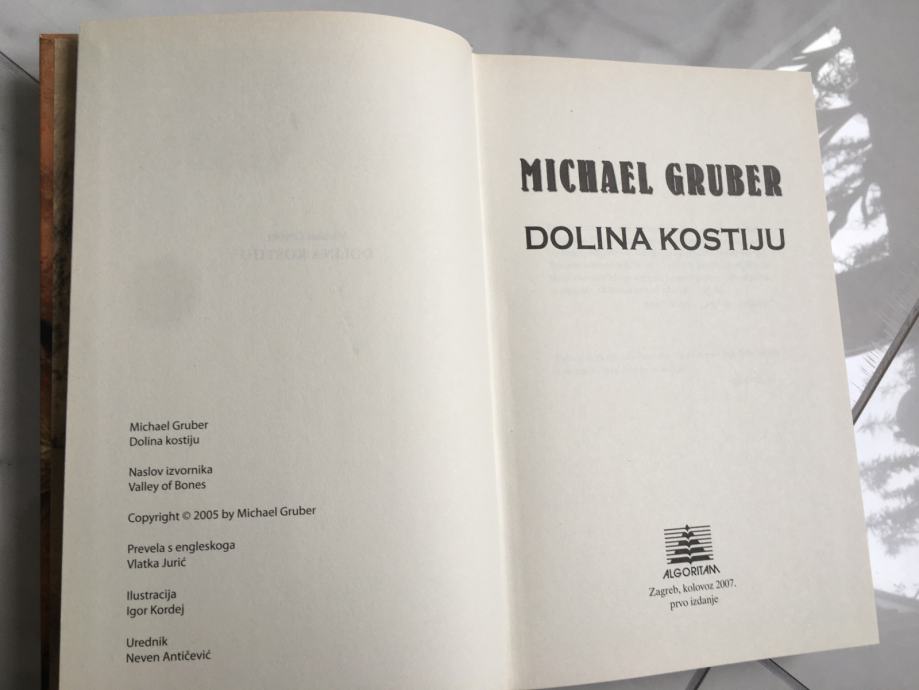 Michael Gruber
Dolina kostiju
Naslov izvornika
Valley of Bones
Copyright © 2005 by Michael Gruber
Prevela s engleskoga
Vlatka Jurić
Ilustracija
Igor Kordej
Urednik
Neven Antičević
MICHAEL GRUBER
DOLINA KOSTIJU
ALGORITAM
Zagreb, kolovoz 2007.
prvo izdanje